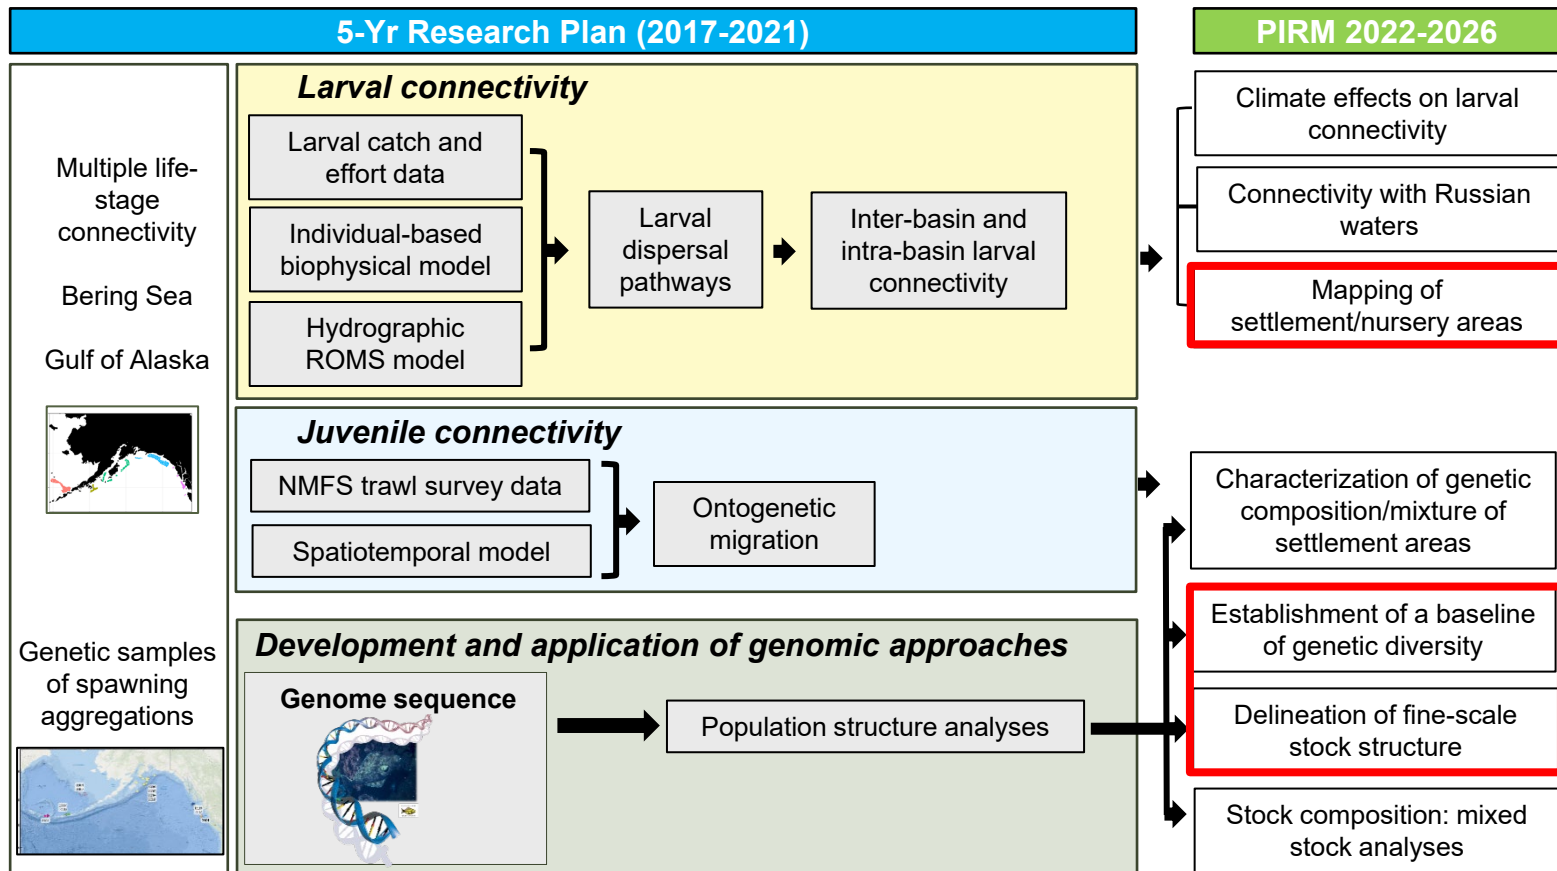 5-Yr Research Plan (2017-2021)
PIRM 2022-2026
Multiple life-
stage
connectivity
Bering Sea
Gulf of Alaska
Genetic samples
of spawning
aggregations
Larval connectivity
Larval catch and
effort data
Individual-based
biophysical model
Hydrographic
ROMS model
Larval
dispersal
pathways
Inter-basin and
intra-basin larval
connectivity
Juvenile connectivity
NMFS trawl survey data
Spatiotemporal model
Ontogenetic
migration
Development and application of genomic approaches
Genome sequence
Population structure analyses
Climate effects on larval
connectivity
Connectivity with Russian
waters
Mapping of
settlement/nursery areas
Characterization of genetic
composition/mixture of
settlement areas
Establishment of a baseline
of genetic diversity
Delineation of fine-scale
stock structure
Stock composition: mixed
stock analyses